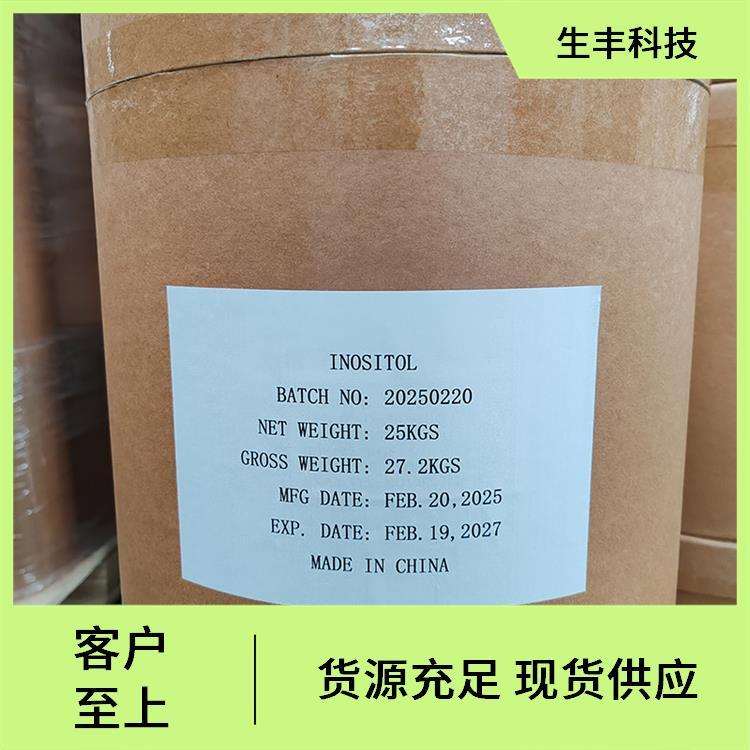 生丰科技
INOSITOL
BATCH NO: 20250220
NET WEIGHT: 25KGS
GROSS WEIGHT: 27.2KGS
MFG DATE: FEB.20,2025
EXP. DATE: FEB.19,2027
MADE IN CHINA
客户
至上
货源充足 现货供应